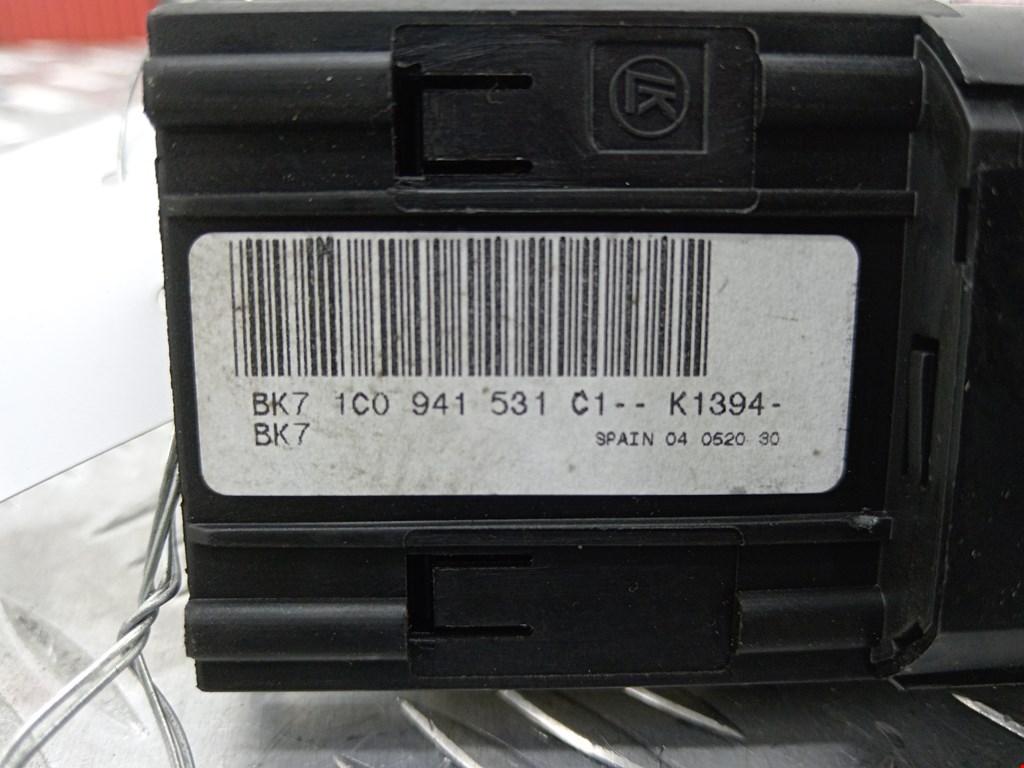 LK
BK7 1C0 941 531 C1-- K1394-
BK7 SPAIN 04 0520 30